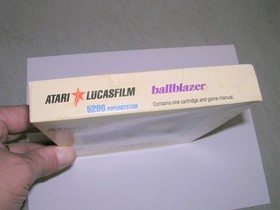 ATARI LUCASFILM
5200 SUPERSYSTEM
ballblazer
Contains one cartridge and game manual